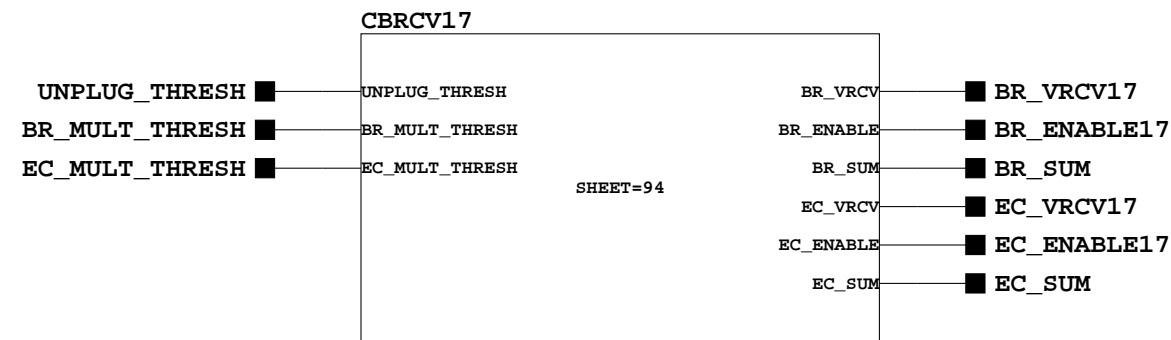 CBRCV17
UNPLUG_THRESH UNPLUG_THRESH BR_VRCV BR_VRCV17
BR_MULT_THRESH BR_MULT_THRESH BR_ENABLE BR_ENABLE17
EC_MULT_THRESH EC_MULT_THRESH BR_SUM BR_SUM
SHEET=94
EC_VRCV EC_VRCV17
EC_ENABLE EC_ENABLE17
EC_SUM EC_SUM